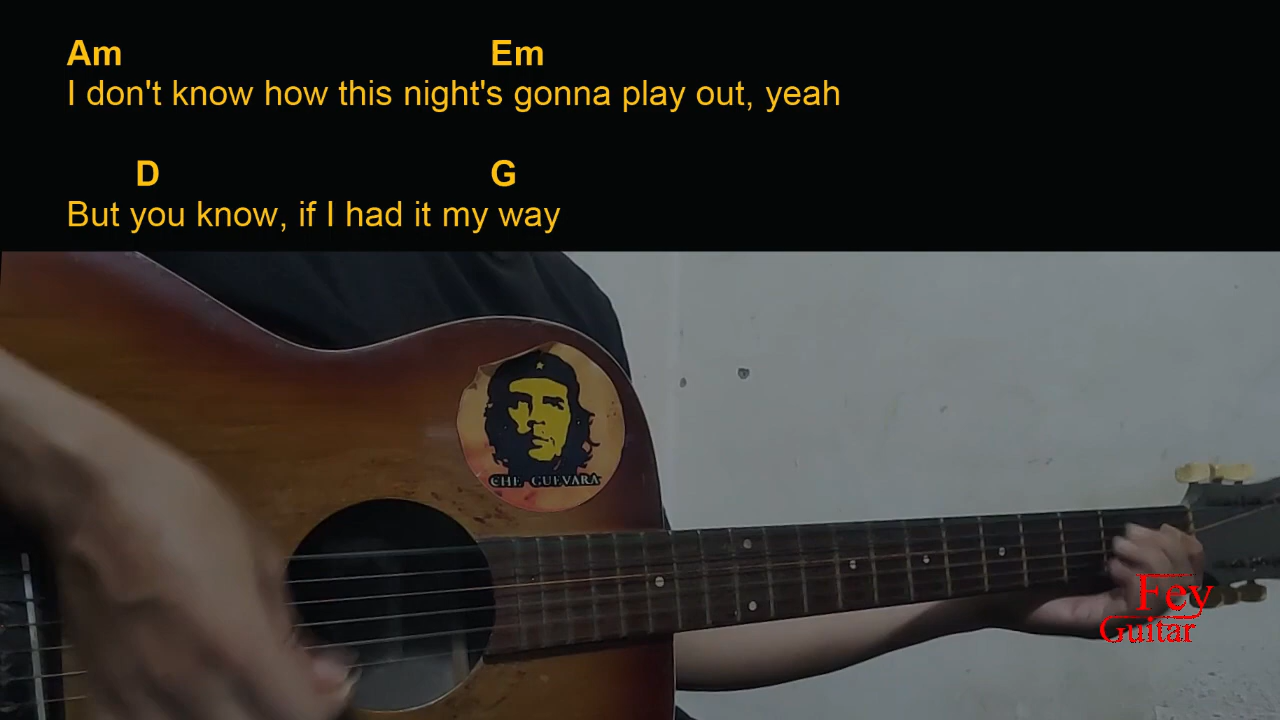 Am Em
I don't know how this night's gonna play out, yeah
D G
But you know, if I had it my way
CHE GUEVARA
Fey
Guitar